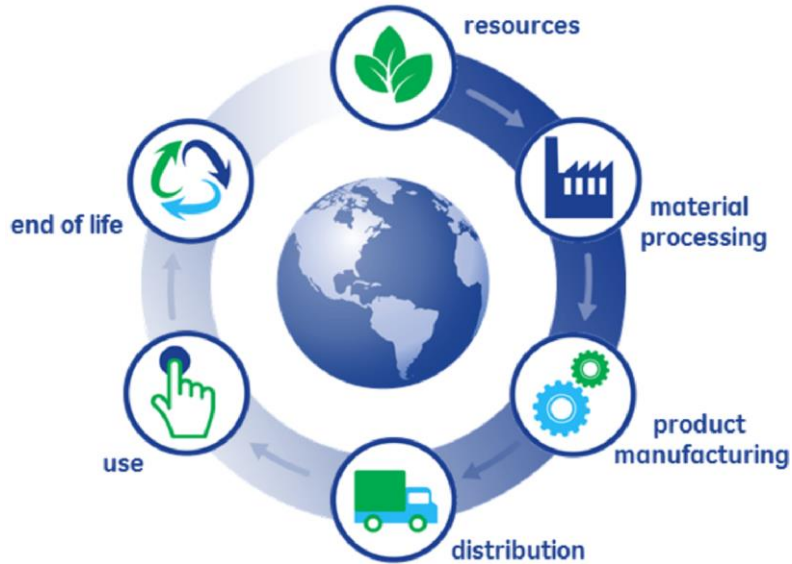 resources
material
processing
product
manufacturing
distribution
use
end of life